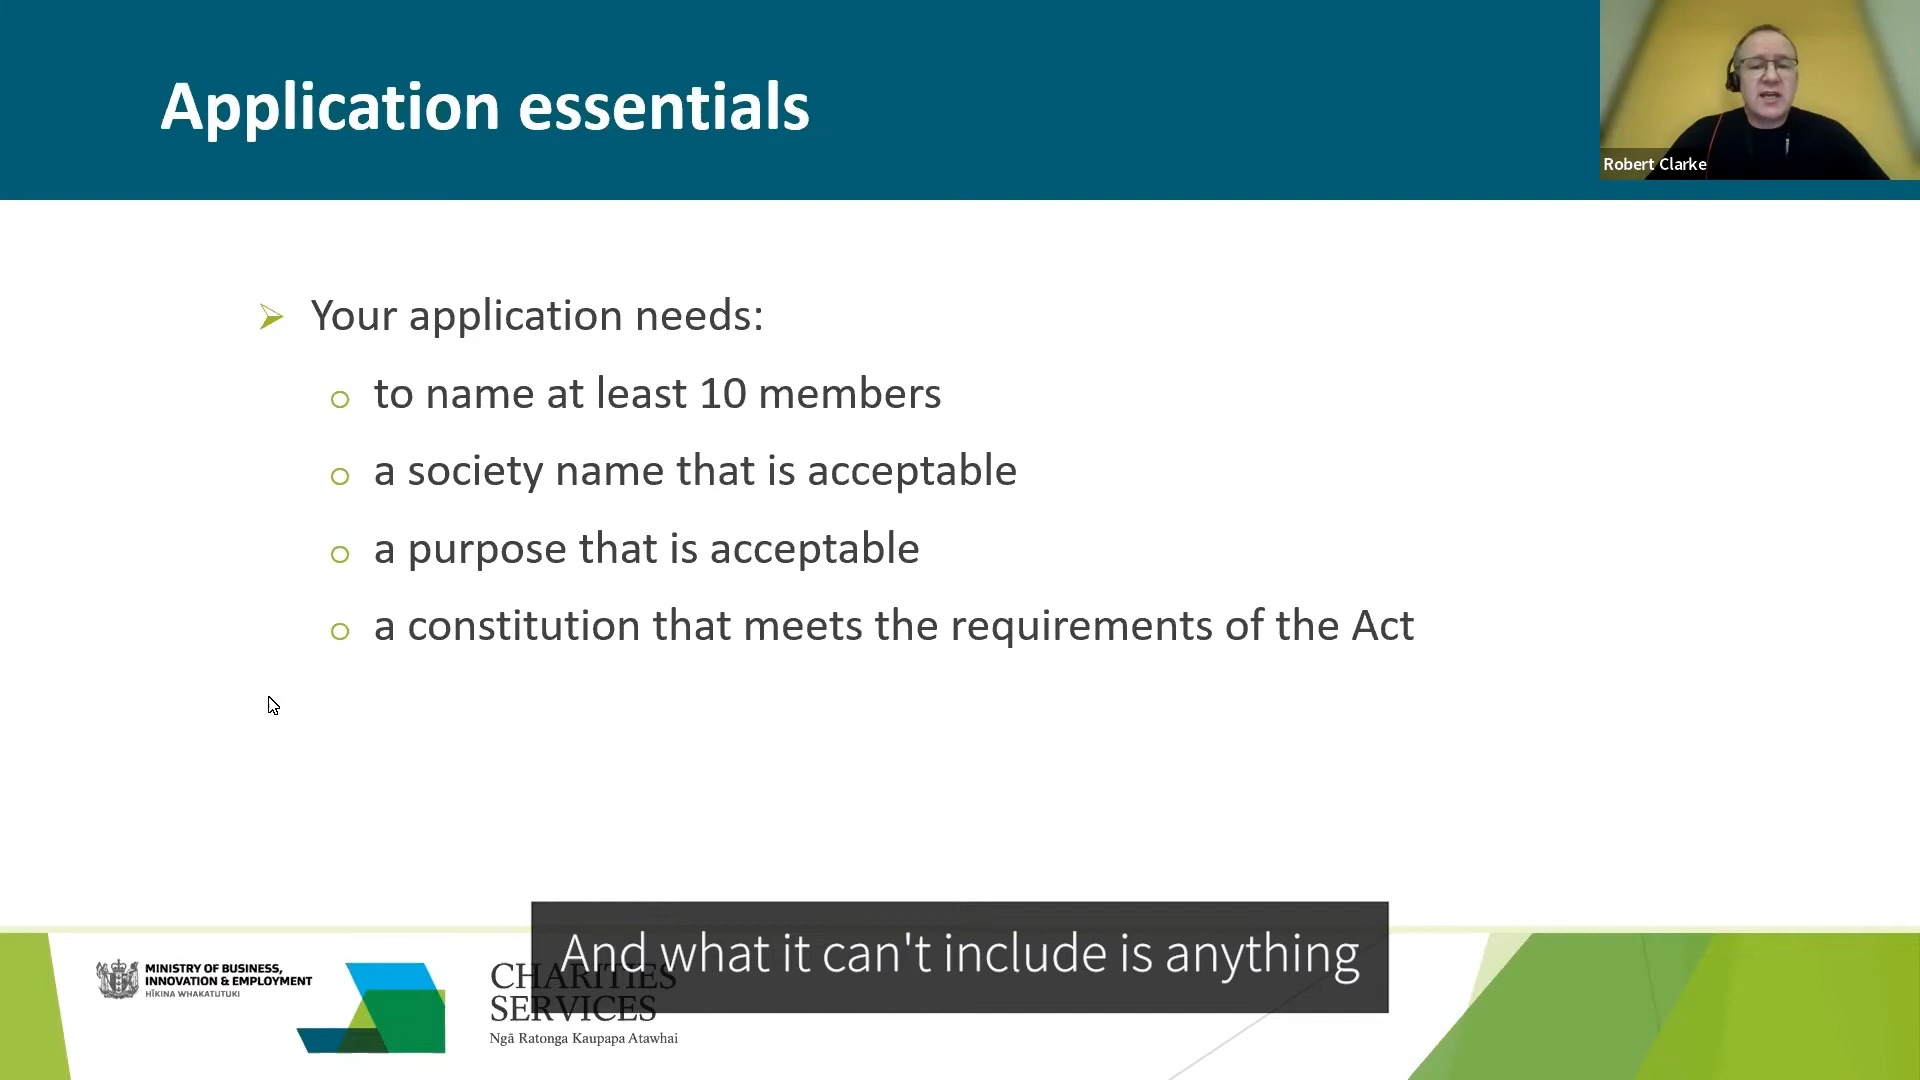 Application essentials
Robert Clarke
Your application needs:
to name at least 10 members
a society name that is acceptable
a purpose that is acceptable
a constitution that meets the requirements of the Act
And what it can't include is anything
MINISTRY OF BUSINESS,
INNOVATION & EMPLOYMENT
HĪKINA WHAKATUTUKI
CHARITIES
SERVICES
Ngā Ratonga Kaupapa Atawhai